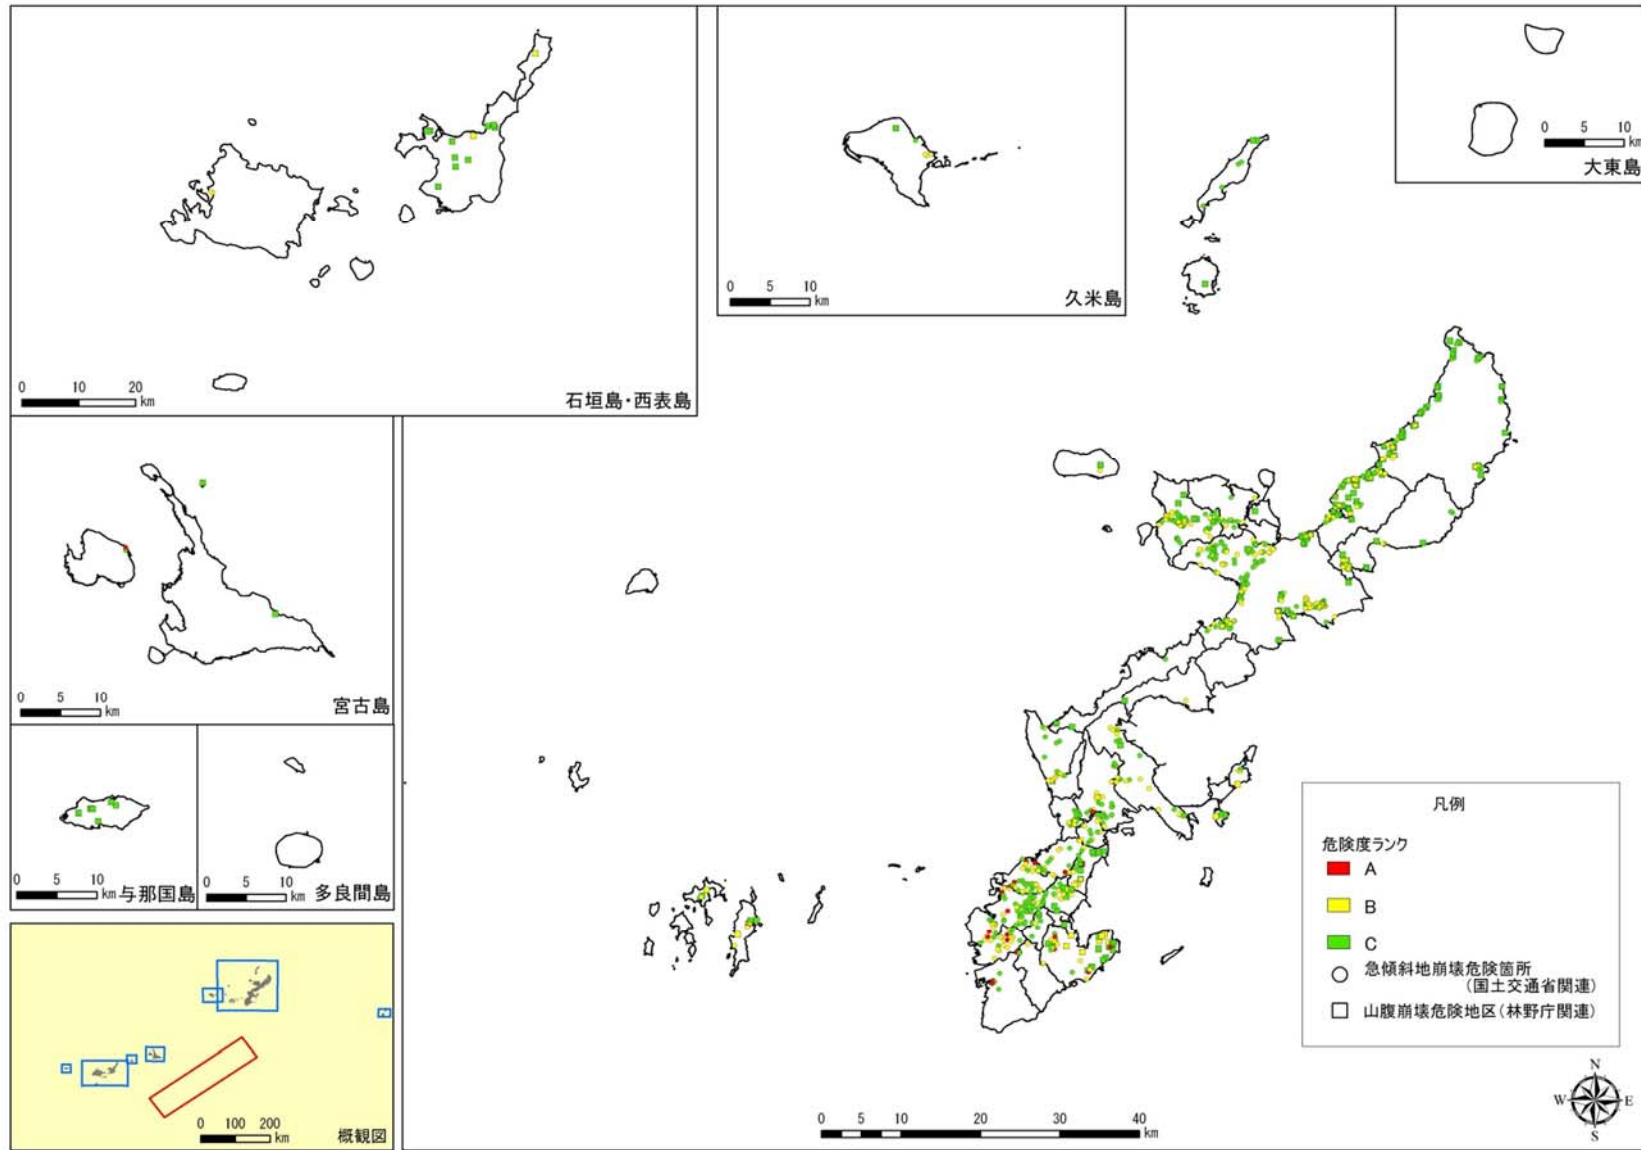 0 10 20
km
石垣島・西表島
0 5 10
km
久米島
0 5 10
km
大東島
0 5 10
km
宮古島
0 5 10
km
与那国島
0 5 10
km
多良間島
0 100 200
km
概観図
凡例
危険度ランク
A
B
C
急傾斜地崩壊危険箇所
(国土交通省関連)
山腹崩壊危険地区(林野庁関連)
N
W E
S
0 5 10 20 30 40
km